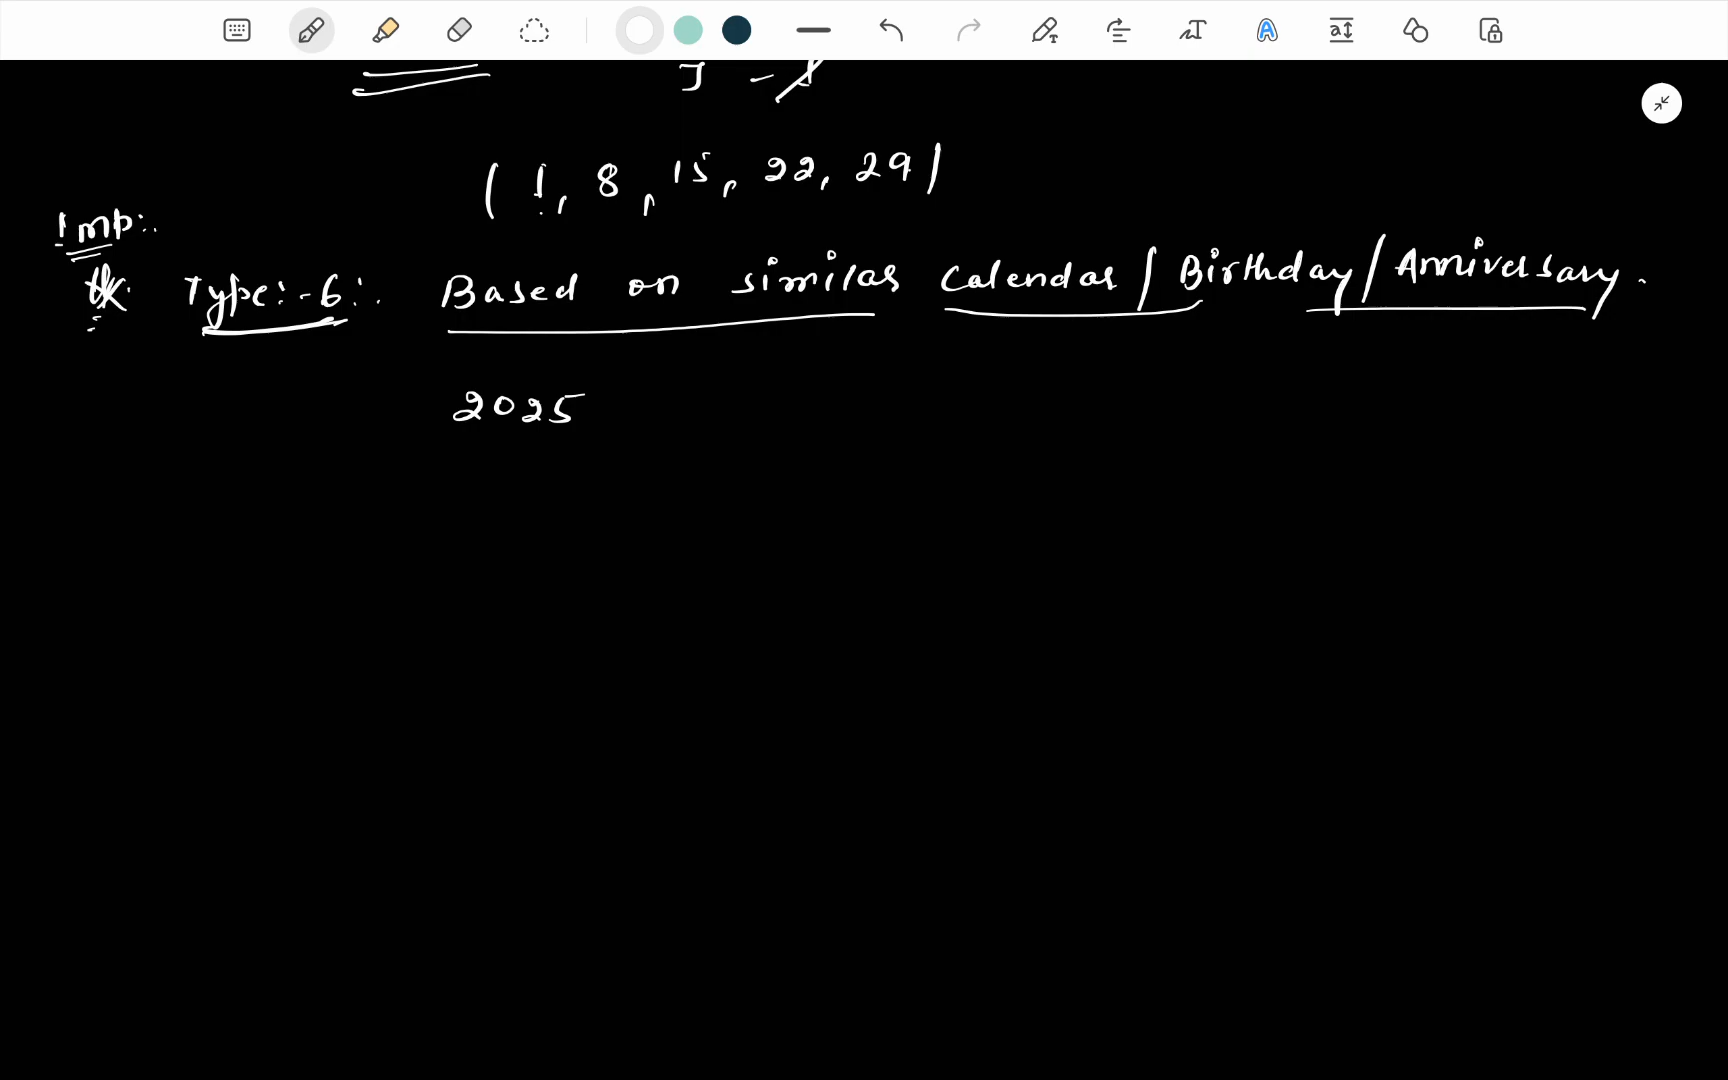 ( 1, 8, 15, 22, 29)
Imp:.
Type:-6:. Based on similar Calendar / Birthday / Anniversary.
2025